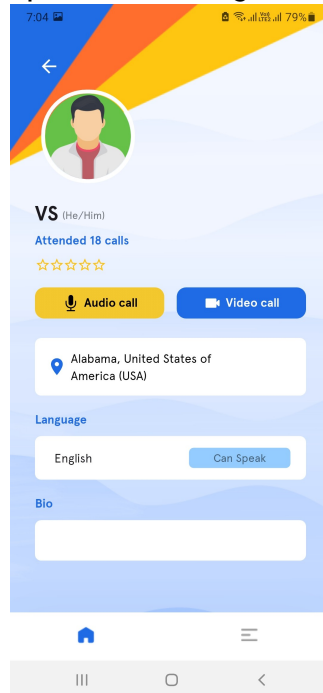 7:04 79%
VS (He/Him)
Attended 18 calls
Audio call Video call
Alabama, United States of
America (USA)
Language
English Can Speak
Bio